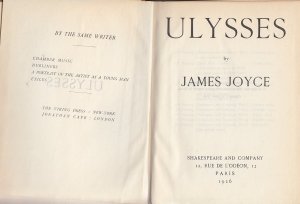 BY THE SAME WRITER
CHAMBER MUSIC
DUBLINERS
A PORTRAIT OF THE ARTIST AS A YOUNG MAN
EXILES
THE VIKING PRESS — NEW YORK
JONATHAN CAPE — LONDON
ULYSSES
by
JAMES JOYCE
SHAKESPEARE AND COMPANY
12, RUE DE L'ODÉON, 12
PARIS
1926